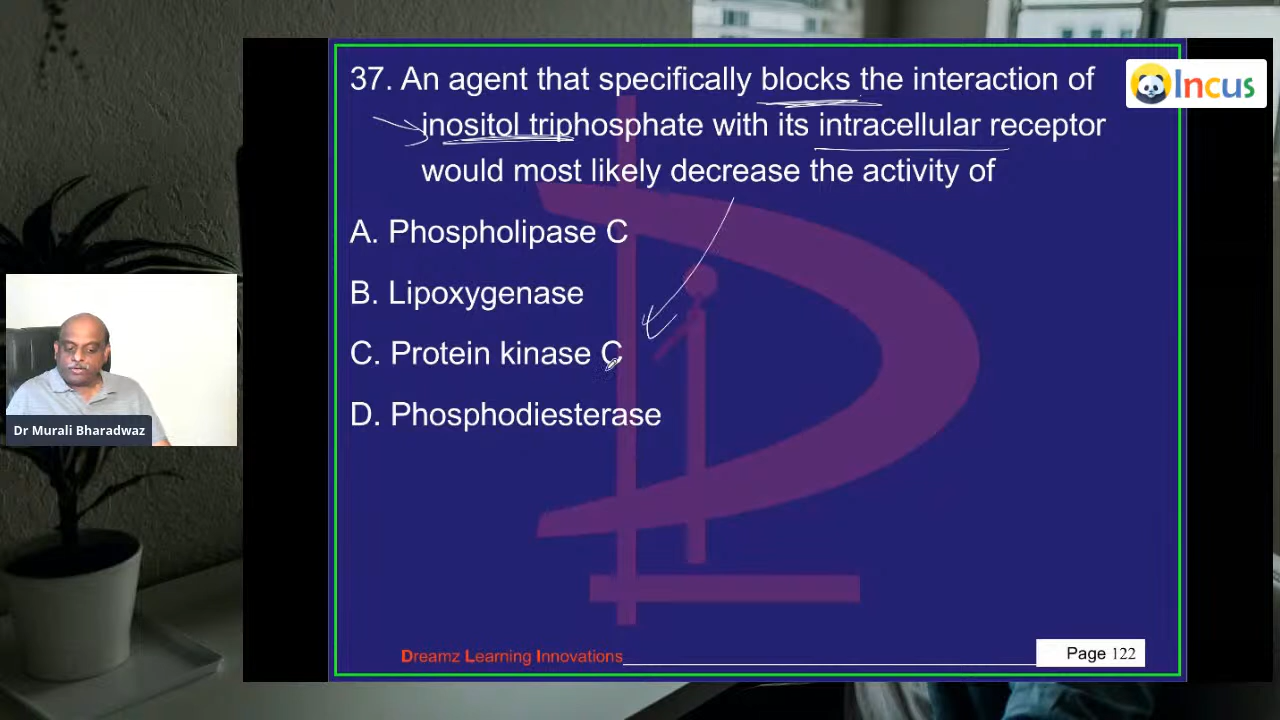 37. An agent that specifically blocks the interaction of
inositol triphosphate with its intracellular receptor
would most likely decrease the activity of
A. Phospholipase C
B. Lipoxygenase
C. Protein kinase C
D. Phosphodiesterase
Incus
Dr Murali Bharadwaz
Dreamz Learning Innovations
Page 122